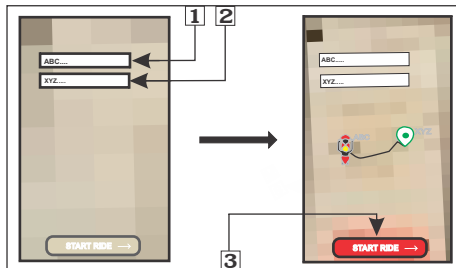 1
2
ABC....
XYZ....
ABC....
XYZ....
ABC
XYZ
START RIDE →
START RIDE →
3